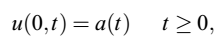 u(0,t) = a(t)    t ≥ 0,